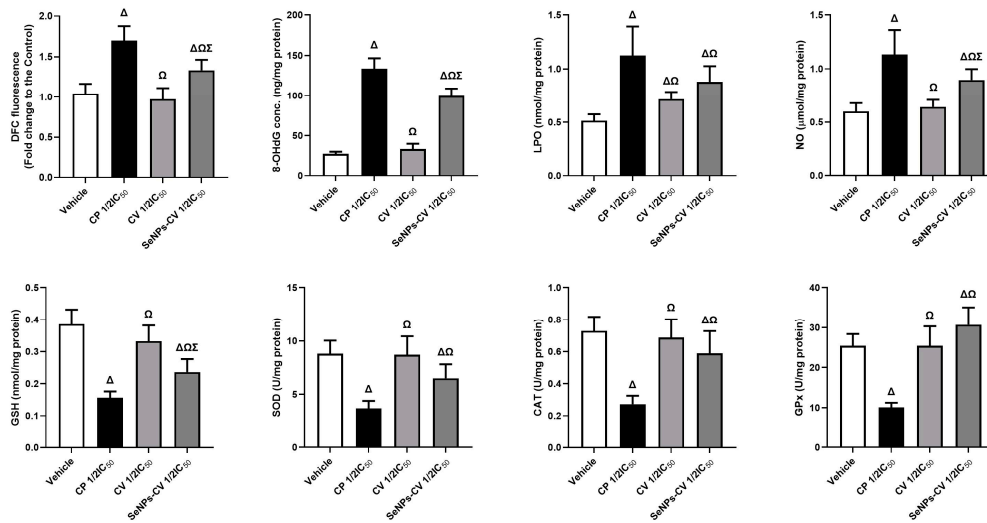 DFC fluorescence
(Fold change to the Control)
2.0
1.5
1.0
0.5
0.0
Δ
Ω
ΔΩΣ
Vehicle
CP 1/2IC50
CV 1/2IC50
SeNPs-CV 1/2IC50
8-OHdG conc. (ng/mg protein)
200
150
100
50
0
Δ
Ω
ΔΩΣ
Vehicle
CP 1/2IC50
CV 1/2IC50
SeNPs-CV 1/2IC50
LPO (nmol/mg protein)
1.5
1.0
0.5
0.0
Δ
ΔΩ
ΔΩ
Vehicle
CP 1/2IC50
CV 1/2IC50
SeNPs-CV 1/2IC50
NO (μmol/mg protein)
1.5
1.0
0.5
0.0
Δ
Ω
ΔΩΣ
Vehicle
CP 1/2IC50
CV 1/2IC50
SeNPs-CV 1/2IC50
GSH (nmol/mg protein)
0.5
0.4
0.3
0.2
0.1
0.0
Δ
Ω
ΔΩΣ
Vehicle
CP 1/2IC50
CV 1/2IC50
SeNPs-CV 1/2IC50
SOD (U/mg protein)
15
10
5
0
Δ
Ω
ΔΩ
Vehicle
CP 1/2IC50
CV 1/2IC50
SeNPs-CV 1/2IC50
CAT (U/mg protein)
1.0
0.8
0.6
0.4
0.2
0.0
Δ
Ω
ΔΩ
Vehicle
CP 1/2IC50
CV 1/2IC50
SeNPs-CV 1/2IC50
GPx (U/mg protein)
40
30
20
10
0
Δ
Ω
ΔΩ
Vehicle
CP 1/2IC50
CV 1/2IC50
SeNPs-CV 1/2IC50